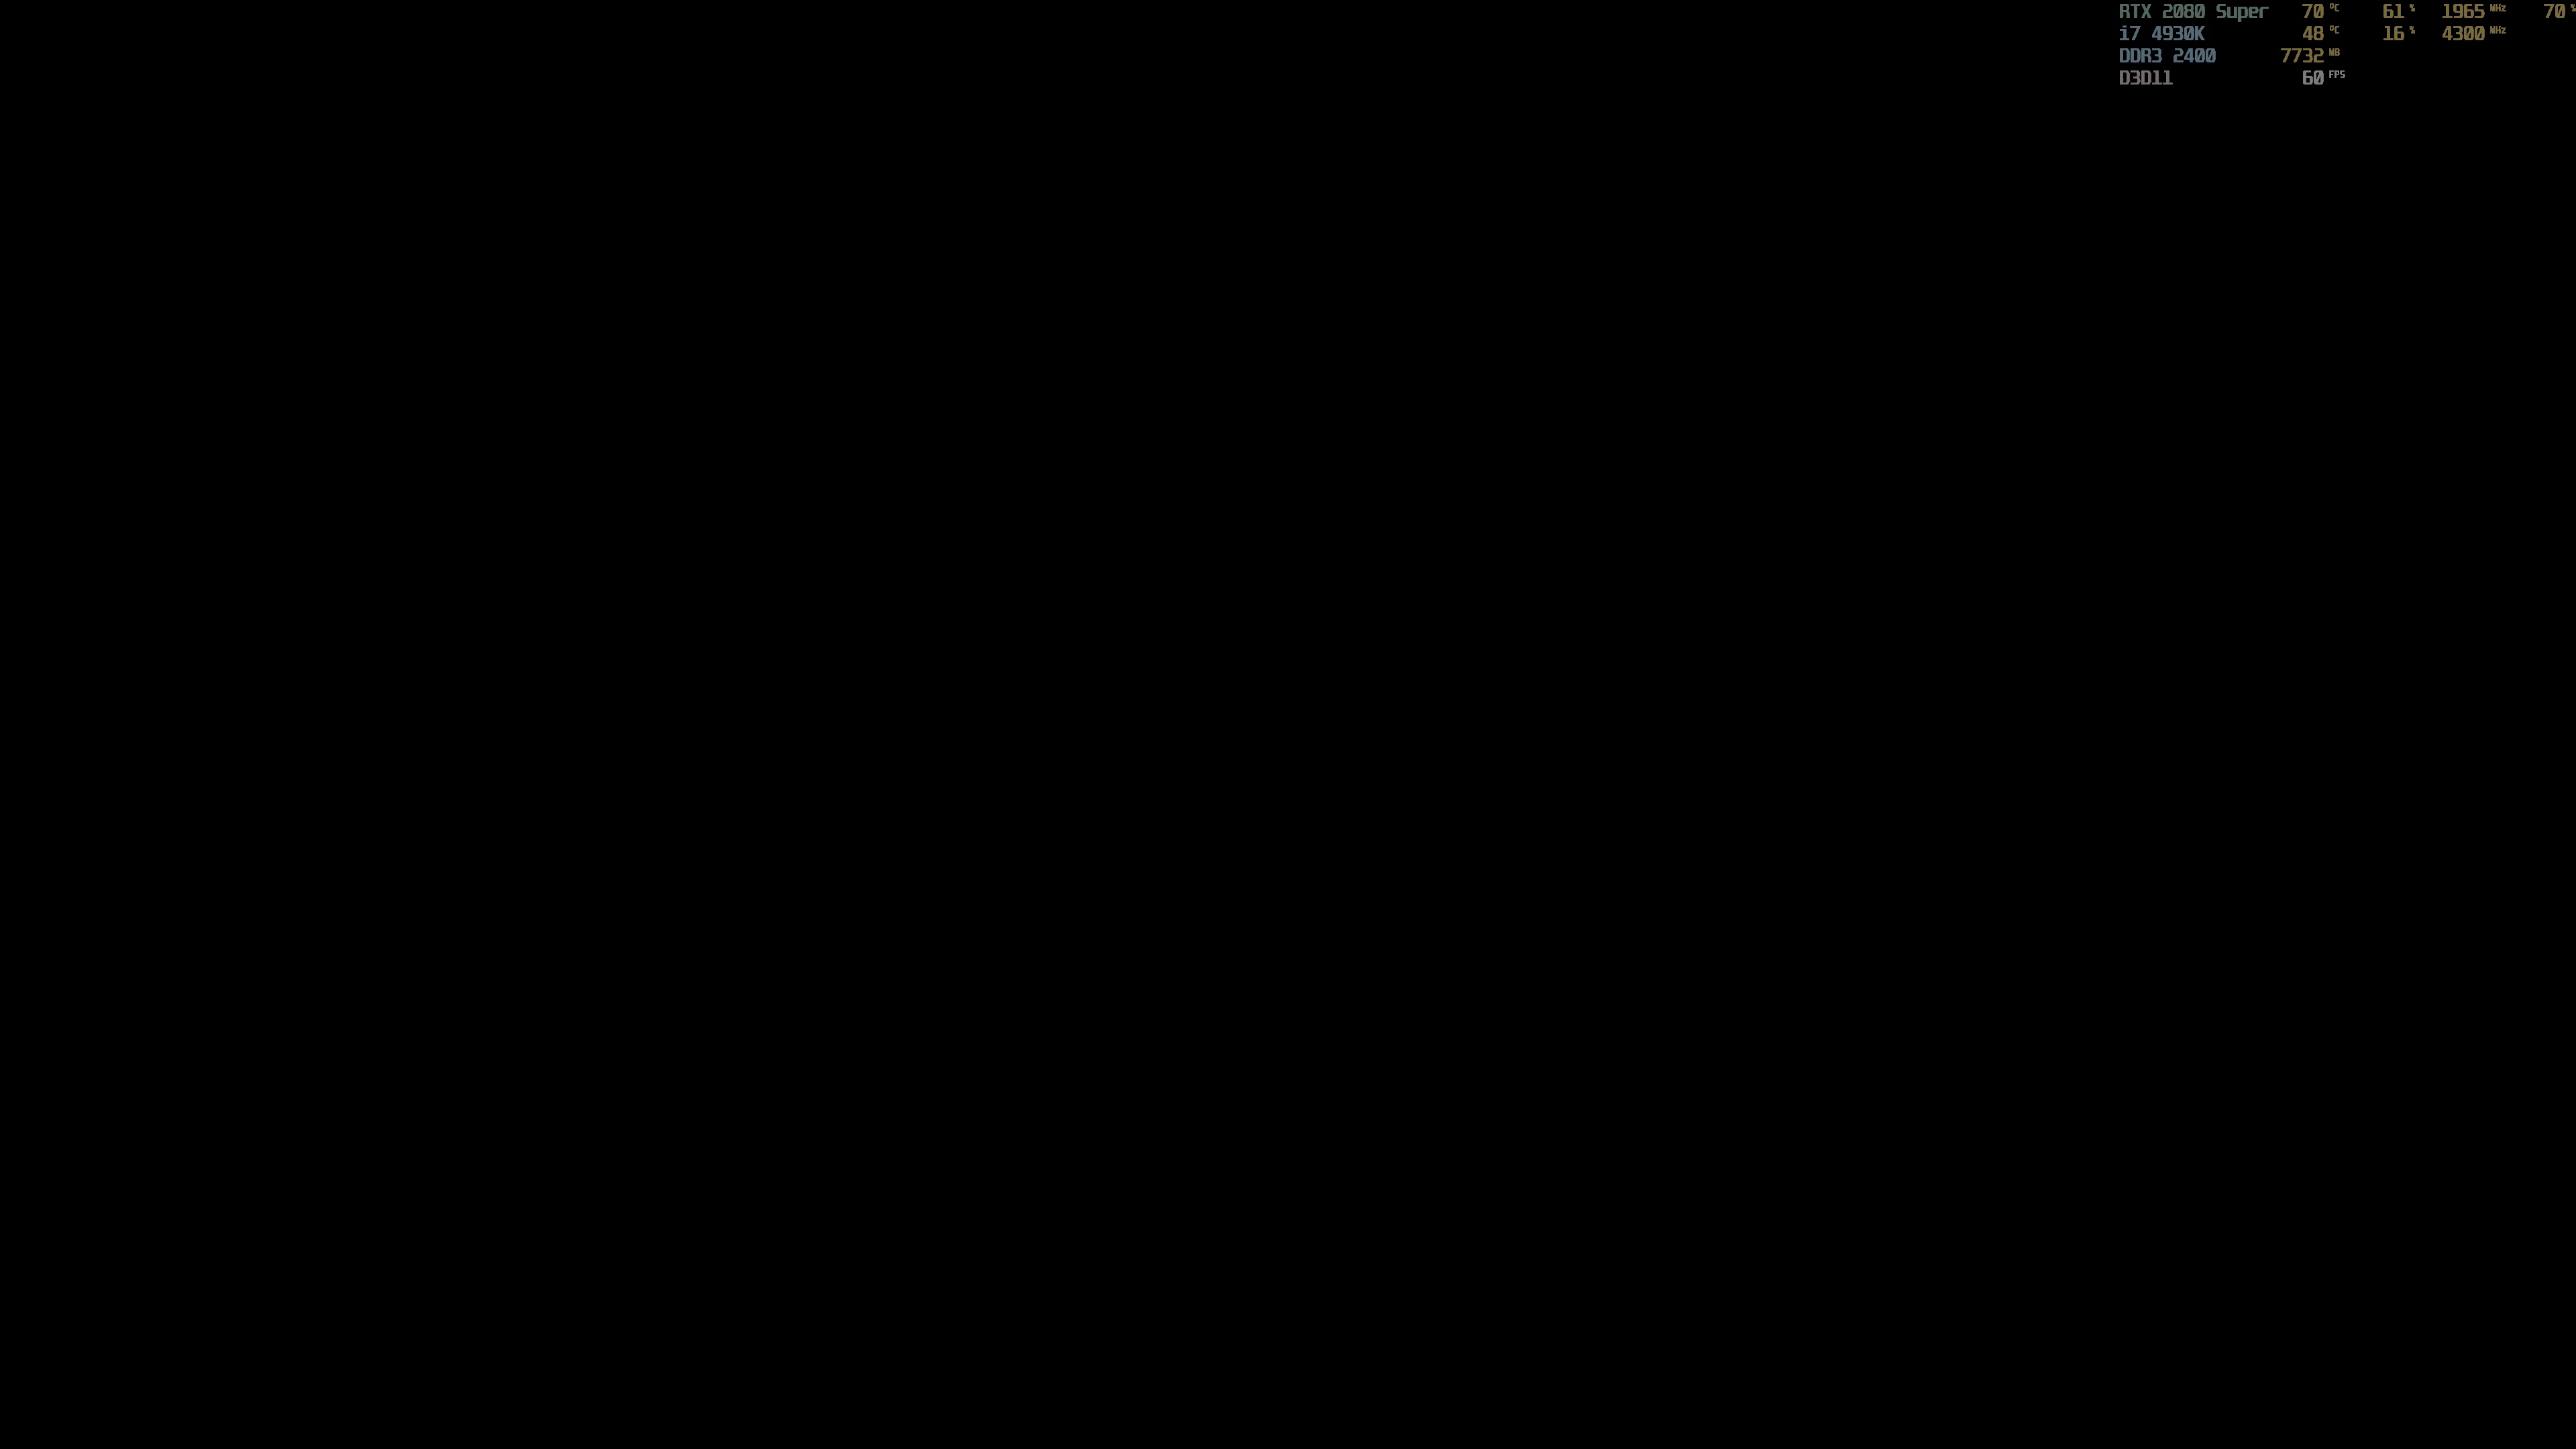 RTX 2080 Super 70 °C 61 % 1965 MHz 70 %
i7 4930K 48 °C 16 % 4300 MHz
DDR3 2400 7732 MB
D3D11 60 FPS